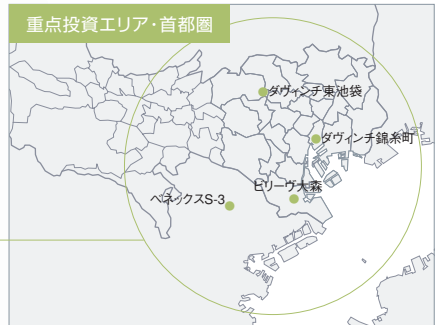 重点投資エリア・首都圏
ダヴィンチ東池袋
ダヴィンチ錦糸町
ビリーヴ大森
ベネックスS-3